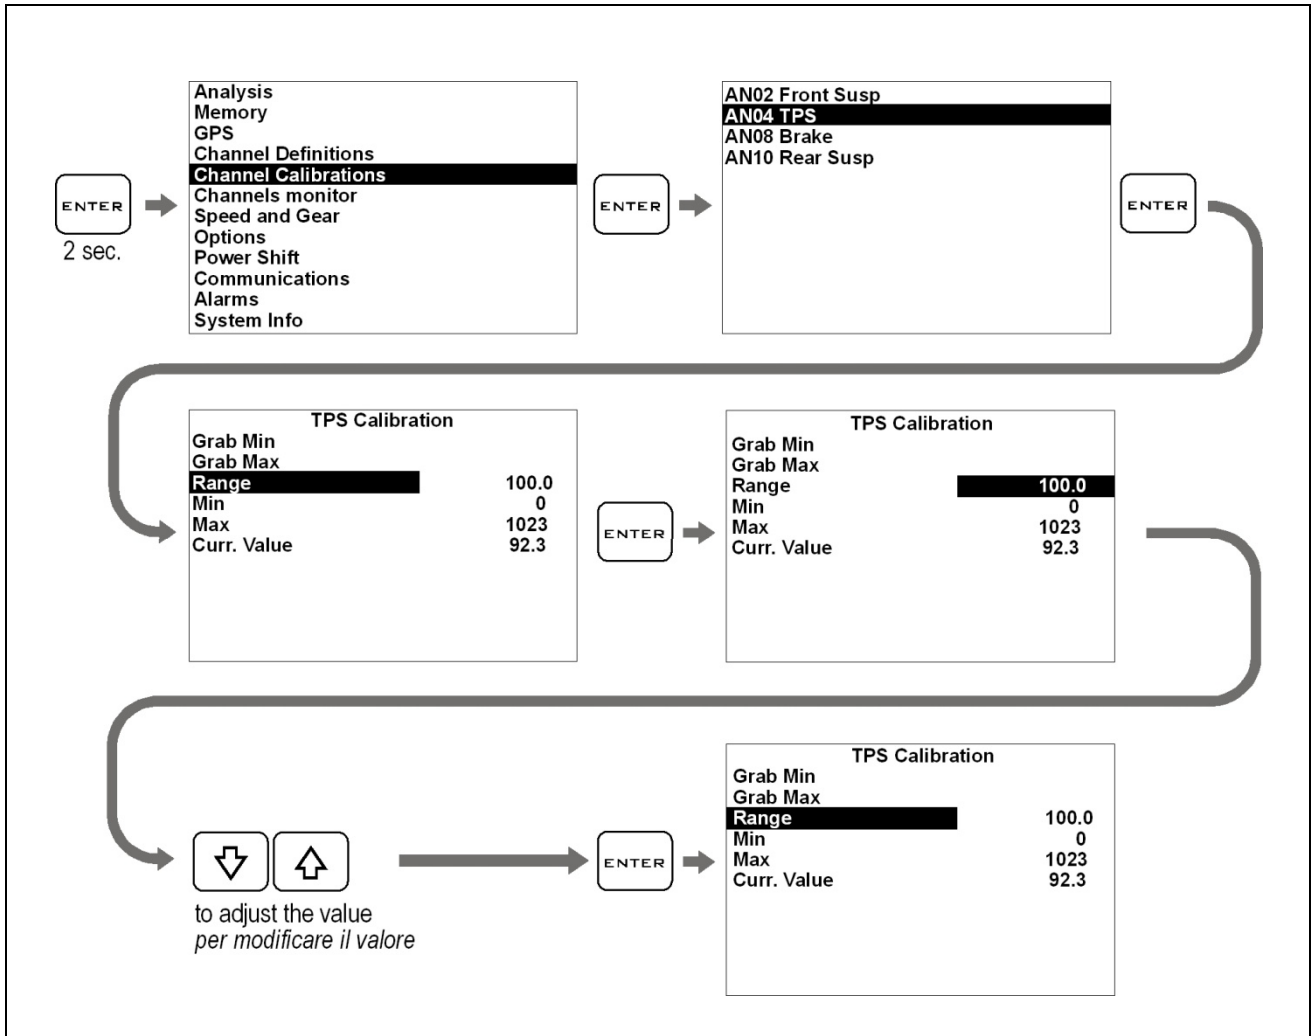 ENTER
2 sec.
Analysis
Memory
GPS
Channel Definitions
Channel Calibrations
Channels monitor
Speed and Gear
Options
Power Shift
Communications
Alarms
System Info
ENTER
AN02 Front Susp
AN04 TPS
AN08 Brake
AN10 Rear Susp
ENTER
TPS Calibration
Grab Min
Grab Max
Range 100.0
Min 0
Max 1023
Curr. Value 92.3
ENTER
TPS Calibration
Grab Min
Grab Max
Range 100.0
Min 0
Max 1023
Curr. Value 92.3
to adjust the value
per modificare il valore
ENTER
TPS Calibration
Grab Min
Grab Max
Range 100.0
Min 0
Max 1023
Curr. Value 92.3